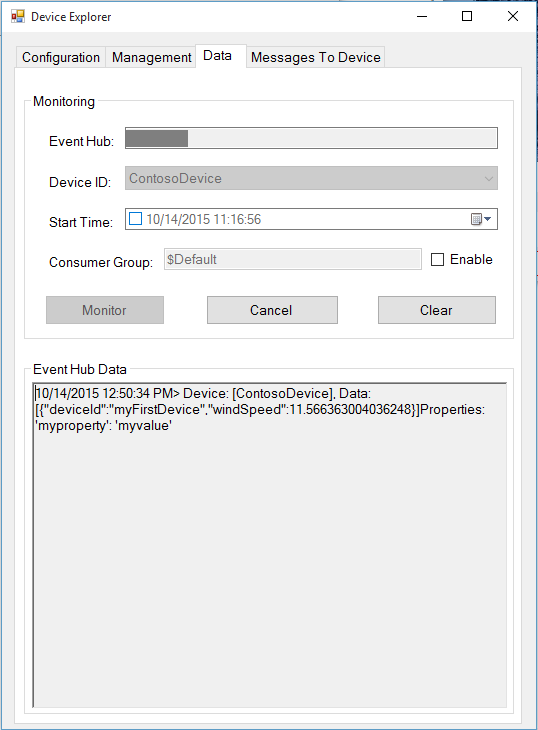 Device Explorer
Configuration Management Data Messages To Device
Monitoring
Event Hub:
Device ID: ContosoDevice
Start Time: 10/14/2015 11:16:56
Consumer Group: $Default Enable
Monitor Cancel Clear
Event Hub Data
10/14/2015 12:50:34 PM> Device: [ContosoDevice], Data:
[{"deviceId":"myFirstDevice","windSpeed":11.566363004036248}]Properties:
'myproperty': 'myvalue'